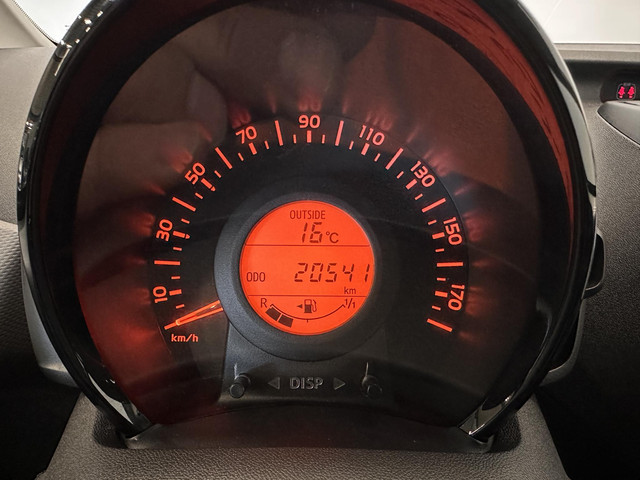 10
30
50
70
90
110
130
150
170
km/h
OUTSIDE
16°C
ODO 20541
km
R 1/1
DISP